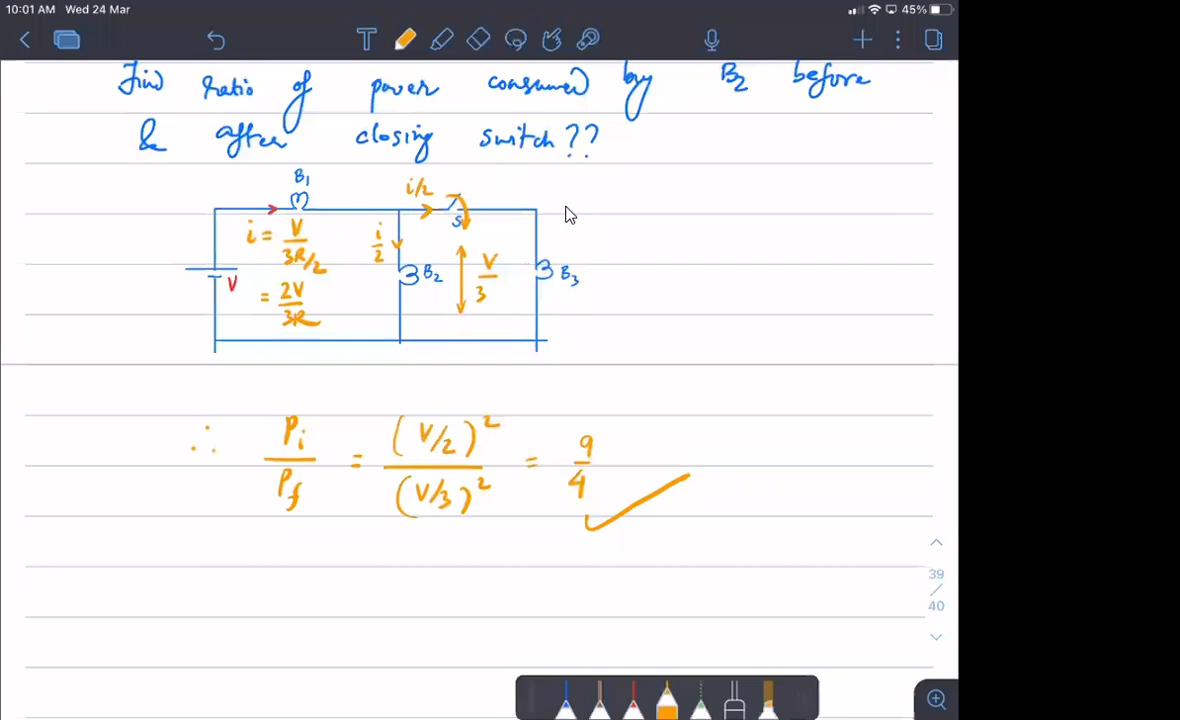 10:01 AM Wed 24 Mar 45%
Find ratio of power consumed by B2 before
& after closing switch??
B1
i/2
S
i = V/3R/2
i/2
B2
V/3
B3
V
= 2V/3R
∴ Pi/Pf = (V/2)²/(V/3)² = 9/4
39
/
40